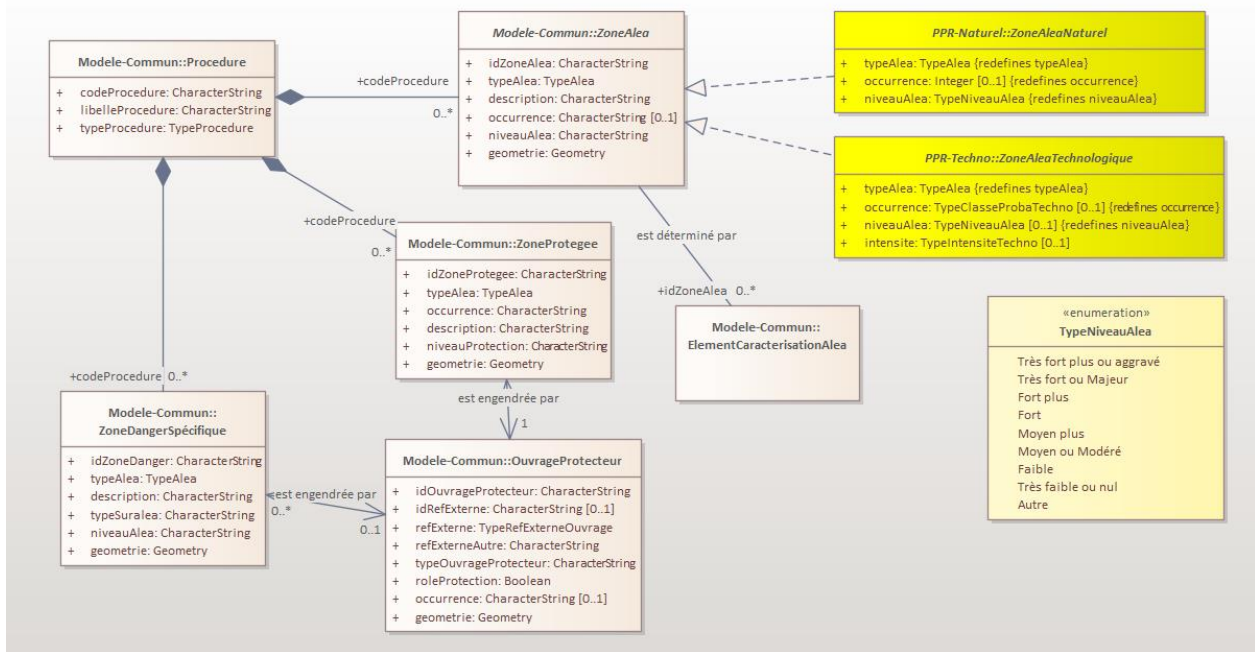 Modele-Commun::Procedure
+ codeProcedure: CharacterString
+ libelleProcedure: CharacterString
+ typeProcedure: TypeProcedure
+codeProcedure
0..*
Modele-Commun::ZoneAlea
+ idZoneAlea: CharacterString
+ typeAlea: TypeAlea
+ description: CharacterString
+ occurrence: CharacterString [0..1]
+ niveauAlea: CharacterString
+ geometrie: Geometry
PPR-Naturel::ZoneAleaNaturel
+ typeAlea: TypeAlea {redefines typeAlea}
+ occurrence: Integer [0..1] {redefines occurrence}
+ niveauAlea: TypeNiveauAlea {redefines niveauAlea}
PPR-Techno::ZoneAleaTechnologique
+ typeAlea: TypeAlea {redefines typeAlea}
+ occurrence: TypeClasseProbaTechno [0..1] {redefines occurrence}
+ niveauAlea: TypeNiveauAlea [0..1] {redefines niveauAlea}
+ intensite: TypeIntensiteTechno [0..1]
+codeProcedure
0..*
Modele-Commun::ZoneProtegee
+ idZoneProtegee: CharacterString
+ typeAlea: TypeAlea
+ occurrence: CharacterString
+ description: CharacterString
+ niveauProtection: CharacterString
+ geometrie: Geometry
est déterminé par
+idZoneAlea 0..*
Modele-Commun::
ElementCaracterisationAlea
«enumeration»
TypeNiveauAlea
Très fort plus ou aggravé
Très fort ou Majeur
Fort plus
Fort
Moyen plus
Moyen ou Modéré
Faible
Très faible ou nul
Autre
+codeProcedure 0..*
Modele-Commun::
ZoneDangerSpécifique
+ idZoneDanger: CharacterString
+ typeAlea: TypeAlea
+ description: CharacterString
+ typeSuralea: CharacterString
+ niveauAlea: CharacterString
+ geometrie: Geometry
est engendrée par
1
est engendrée par
0..*
0..1
Modele-Commun::OuvrageProtecteur
+ idOuvrageProtecteur: CharacterString
+ idRefExterne: CharacterString [0..1]
+ refExterne: TypeRefExterneOuvrage
+ refExterneAutre: CharacterString
+ typeOuvrageProtecteur: CharacterString
+ roleProtection: Boolean
+ occurrence: CharacterString [0..1]
+ geometrie: Geometry